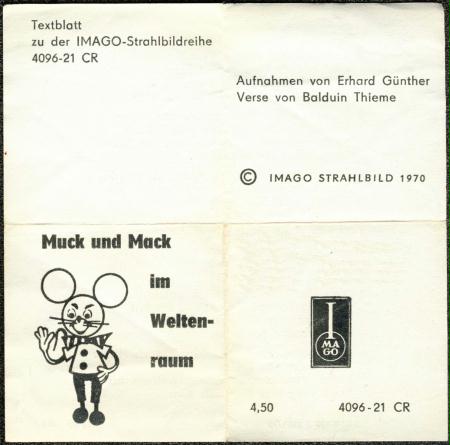 Textblatt
zu der IMAGO-Strahlbildreihe
4096-21 CR
Aufnahmen von Erhard Günther
Verse von Balduin Thieme
© IMAGO STRAHLBILD 1970
Muck und Mack
im
Welten-
raum
I
MA
GO
4,50 4096-21 CR